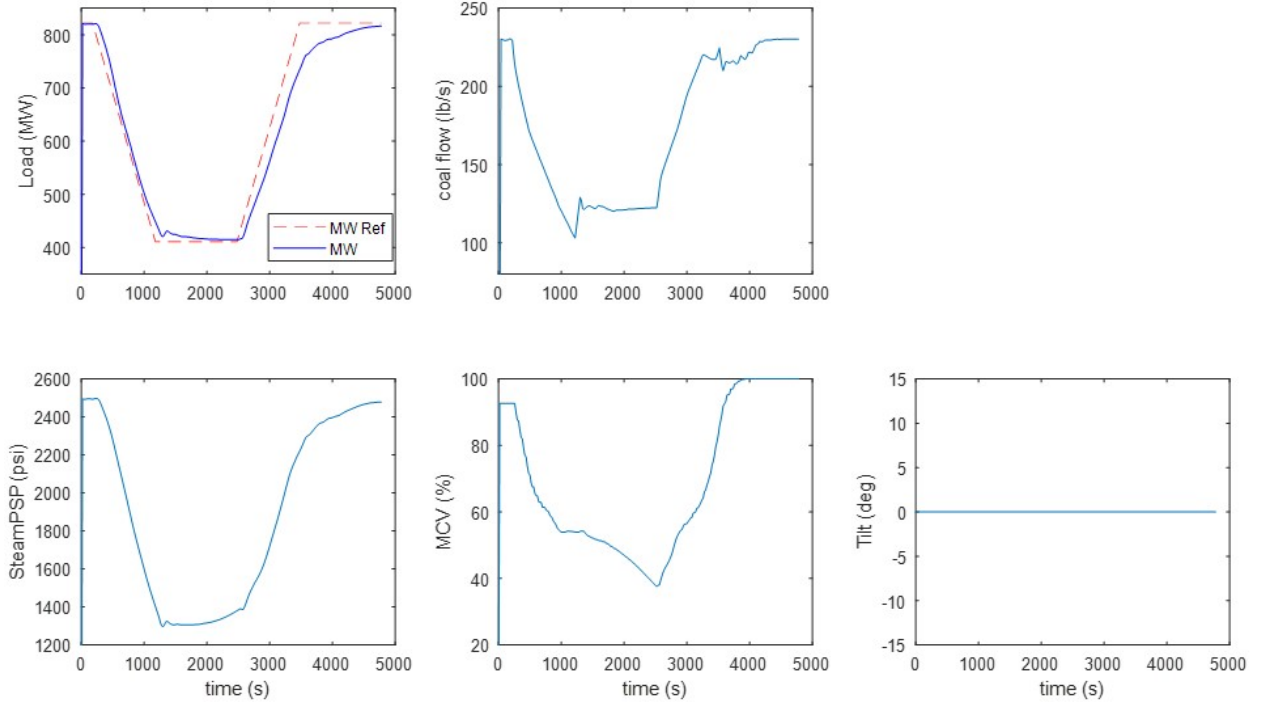 Load (MW)
800
700
600
500
400
0 1000 2000 3000 4000 5000
MW Ref
MW
coal flow (lb/s)
250
200
150
100
0 1000 2000 3000 4000 5000
SteamPSP (psi)
2600
2400
2200
2000
1800
1600
1400
1200
0 1000 2000 3000 4000 5000
time (s)
MCV (%)
100
80
60
40
20
0 1000 2000 3000 4000 5000
time (s)
Tilt (deg)
15
10
5
0
-5
-10
-15
0 1000 2000 3000 4000 5000
time (s)